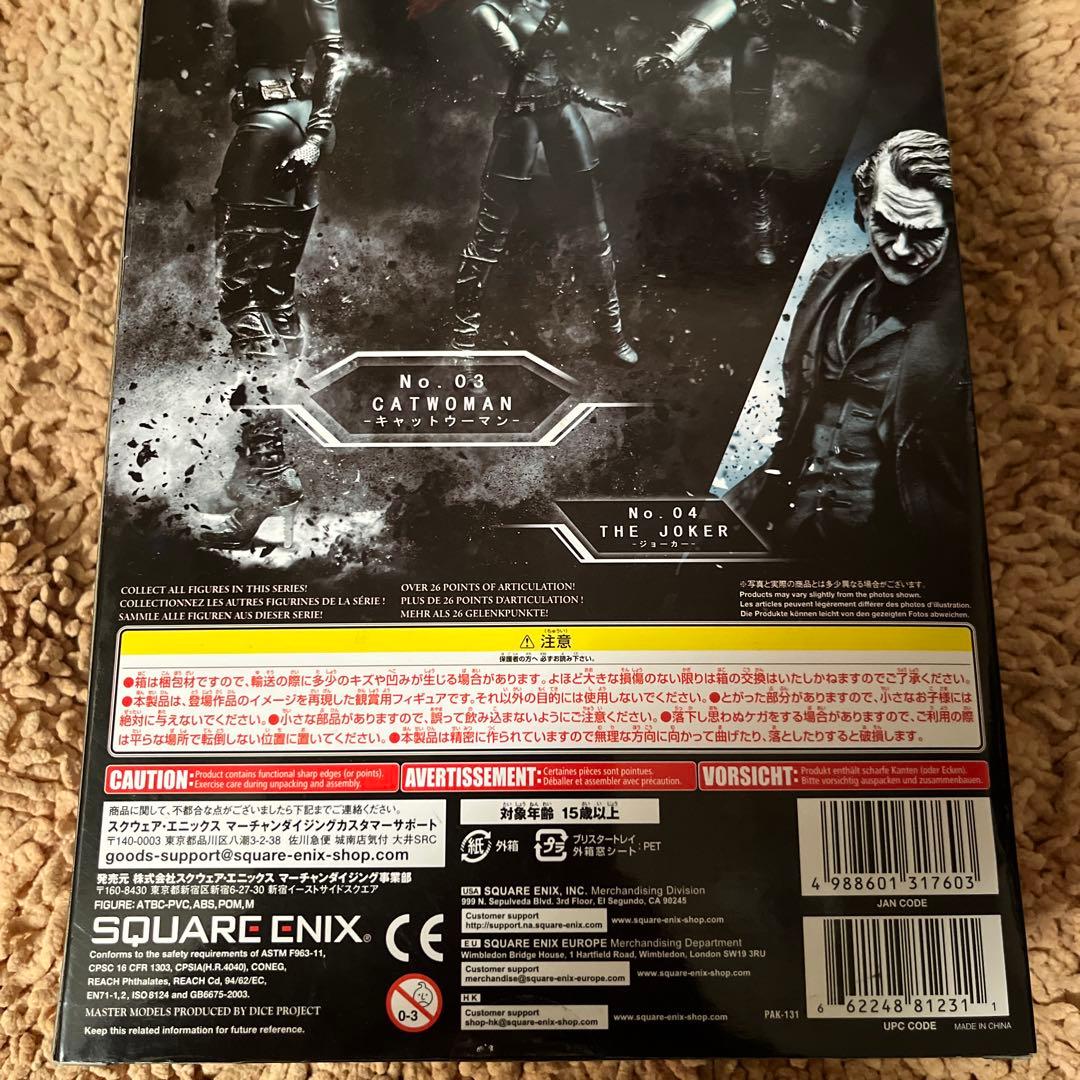 No. 03
CATWOMAN
-キャットウーマン-
No. 04
THE JOKER
-ジョーカー-
COLLECT ALL FIGURES IN THIS SERIES!
COLLECTIONNEZ LES AUTRES FIGURINES DE LA SÉRIE !
SAMMLE ALLE FIGUREN AUS DIESER SERIE!
OVER 26 POINTS OF ARTICULATION!
PLUS DE 26 POINTS D'ARTICULATION !
MEHR ALS 26 GELENKPUNKTE!
※写真と実際の商品とは多少異なる場合がございます。
Products may vary slightly from the photos shown.
Les articles peuvent légèrement différer des photos d'illustration.
Die Produkte können leicht von den gezeigten Fotos abweichen.
⚠ 注意
保護者の方へ 必ずお読み下さい。
●箱は梱包材ですので、輸送の際に多少のキズや凹みが生じる場合があります。よほど大きな損傷のない限りは箱の交換はいたしかねますのでご了承ください。
●本製品は、登場作品のイメージを再現した観賞用フィギュアです。それ以外の目的には使用しないでください。●とがった部分がありますので、小さなお子様には
絶対に与えないでください。●小さな部品がありますので、誤って飲み込まないようにご注意ください。●落下し思わぬケガをする場合がありますので、ご利用の際
は平らな場所で転倒しない位置に置いてください。●本製品は精密に作られていますので無理な方向に向かって曲げたり、落としたりすると破損します。
CAUTION: Product contains functional sharp edges (or points).
Exercise care during unpacking and assembly.
AVERTISSEMENT: Certaines pièces sont pointues.
Déballer et assembler avec précaution.
VORSICHT: Produkt enthält scharfe Kanten (oder Ecken).
Bitte vorsichtig auspacken und zusammenbauen.
商品に関して、不都合な点がございましたら下記までご連絡ください。
スクウェア・エニックス マーチャンダイジングカスタマーサポート
〒140-0003 東京都品川区八潮3-2-38 佐川急便 城南店気付 大井SRC
goods-support@square-enix-shop.com
発売元 株式会社スクウェア・エニックス マーチャンダイジング事業部
〒160-8430 東京都新宿区新宿6-27-30 新宿イーストサイドスクエア
FIGURE: ATBC-PVC, ABS, POM, M
SQUARE ENIX®
CE
Conforms to the safety requirements of ASTM F963-11,
CPSC 16 CFR 1303, CPSIA(H.R.4040), CONEG,
REACH Phthalates, REACH Cd, 94/62/EC,
EN71-1,2, ISO 8124 and GB6675-2003.
MASTER MODELS PRODUCED BY DICE PROJECT
Keep this related information for future reference.
0-3
対象年齢 15歳以上
紙 外箱
プラ ブリスタートレイ、
外箱窓シート：PET
USA SQUARE ENIX, INC. Merchandising Division
999 N. Sepulveda Blvd. 3rd Floor, El Segundo, CA 90245
Customer support
http://support.na.square-enix.com
www.square-enix-shop.com
EU SQUARE ENIX EUROPE Merchandising Department
Wimbledon Bridge House, 1 Hartfield Road, Wimbledon, London SW19 3RU
Customer support
merchandise@square-enix-europe.com
www.square-enix-shop.com
HK
Customer support
shop-hk@square-enix-shop.com
www.square-enix-shop.com
PAK-131
4 988601 317603
JAN CODE
6 62248 81231 1
UPC CODE
MADE IN CHINA